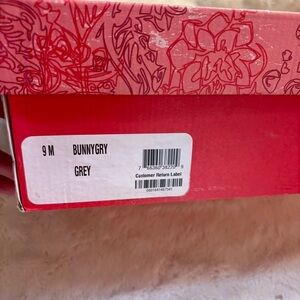 9 M BUNNYGRY
GREY
Customer Return Label